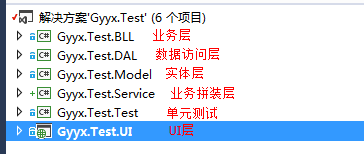 解决方案'Gyyx.Test' (6 个项目)
Gyyx.Test.BLL 业务层
Gyyx.Test.DAL 数据访问层
Gyyx.Test.Model 实体层
Gyyx.Test.Service 业务拼装层
Gyyx.Test.Test 单元测试
Gyyx.Test.UI UI层